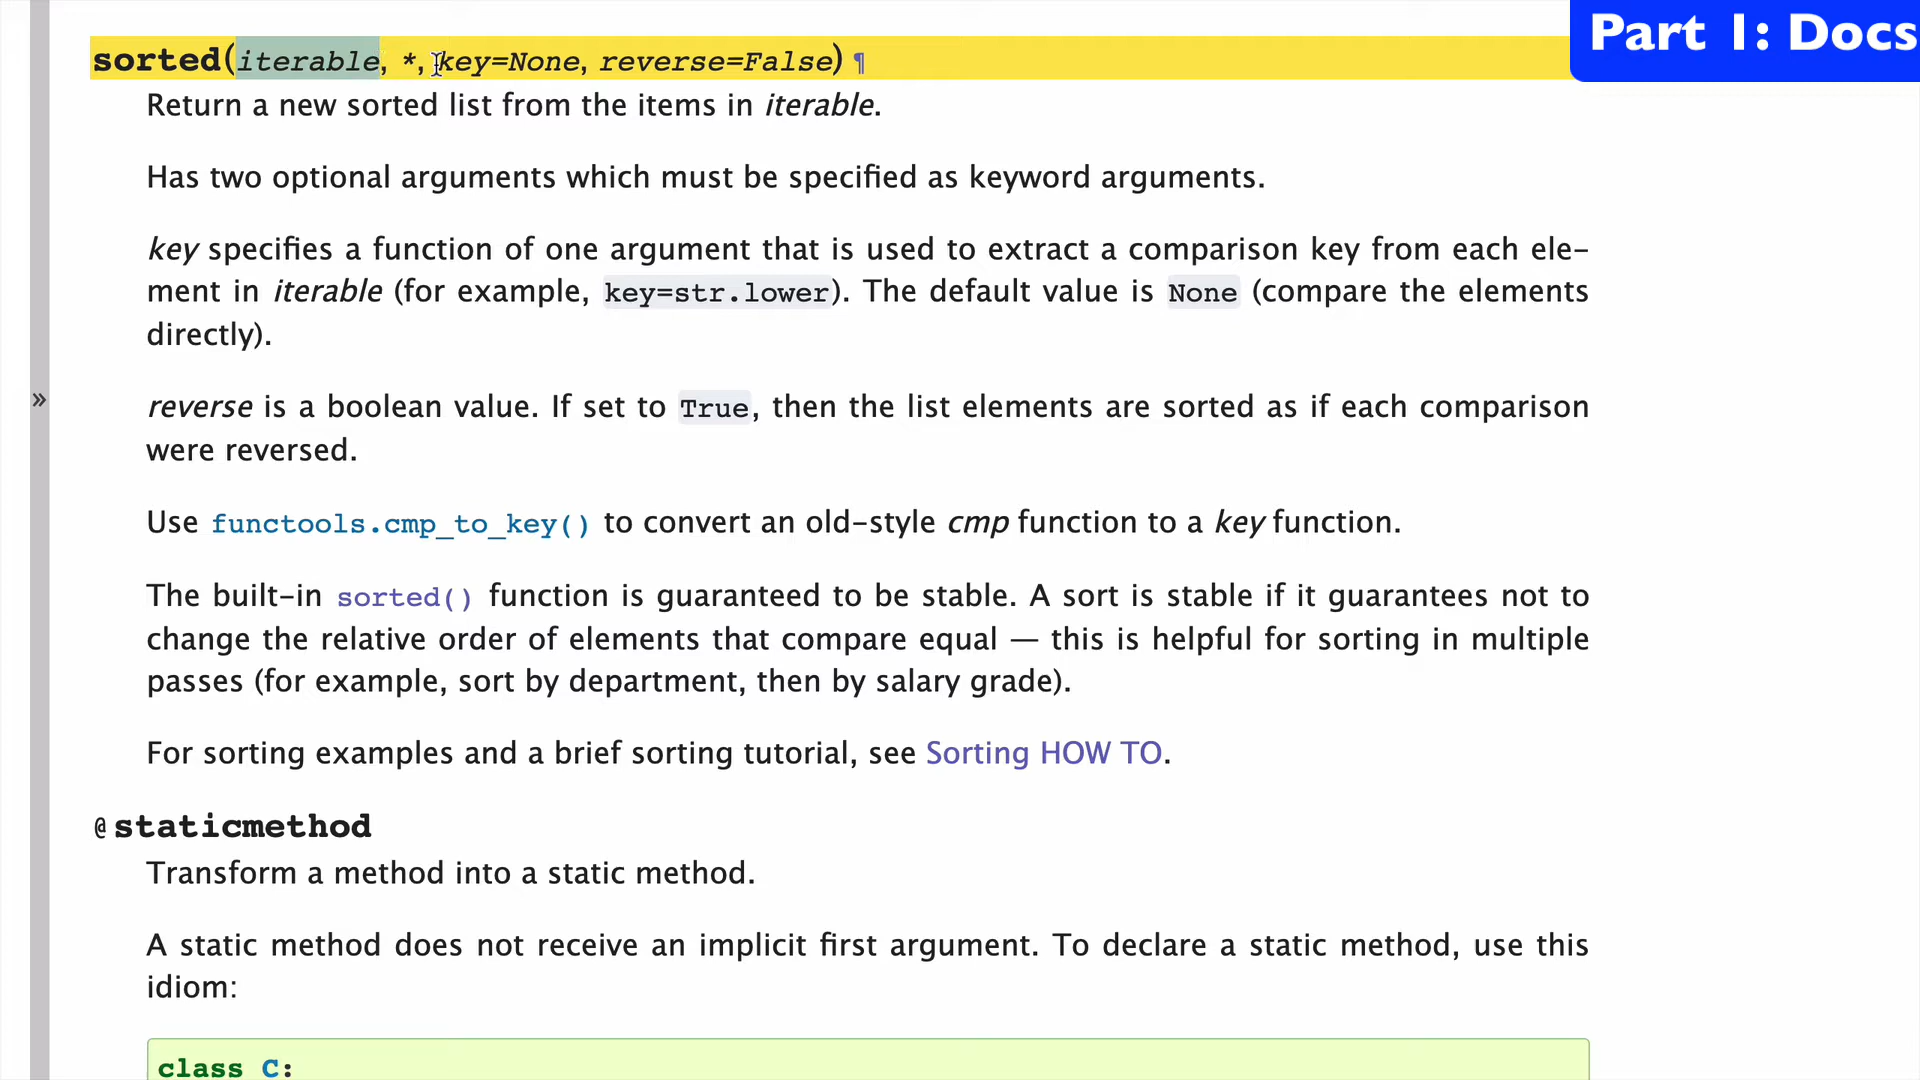 Part 1: Docs
sorted(iterable, *, key=None, reverse=False)¶
Return a new sorted list from the items in iterable.
Has two optional arguments which must be specified as keyword arguments.
key specifies a function of one argument that is used to extract a comparison key from each ele-
ment in iterable (for example, key=str.lower). The default value is None (compare the elements
directly).
reverse is a boolean value. If set to True, then the list elements are sorted as if each comparison
were reversed.
Use functools.cmp_to_key() to convert an old-style cmp function to a key function.
The built-in sorted() function is guaranteed to be stable. A sort is stable if it guarantees not to
change the relative order of elements that compare equal — this is helpful for sorting in multiple
passes (for example, sort by department, then by salary grade).
For sorting examples and a brief sorting tutorial, see Sorting HOW TO.
»
@staticmethod
Transform a method into a static method.
A static method does not receive an implicit first argument. To declare a static method, use this
idiom:
class C: